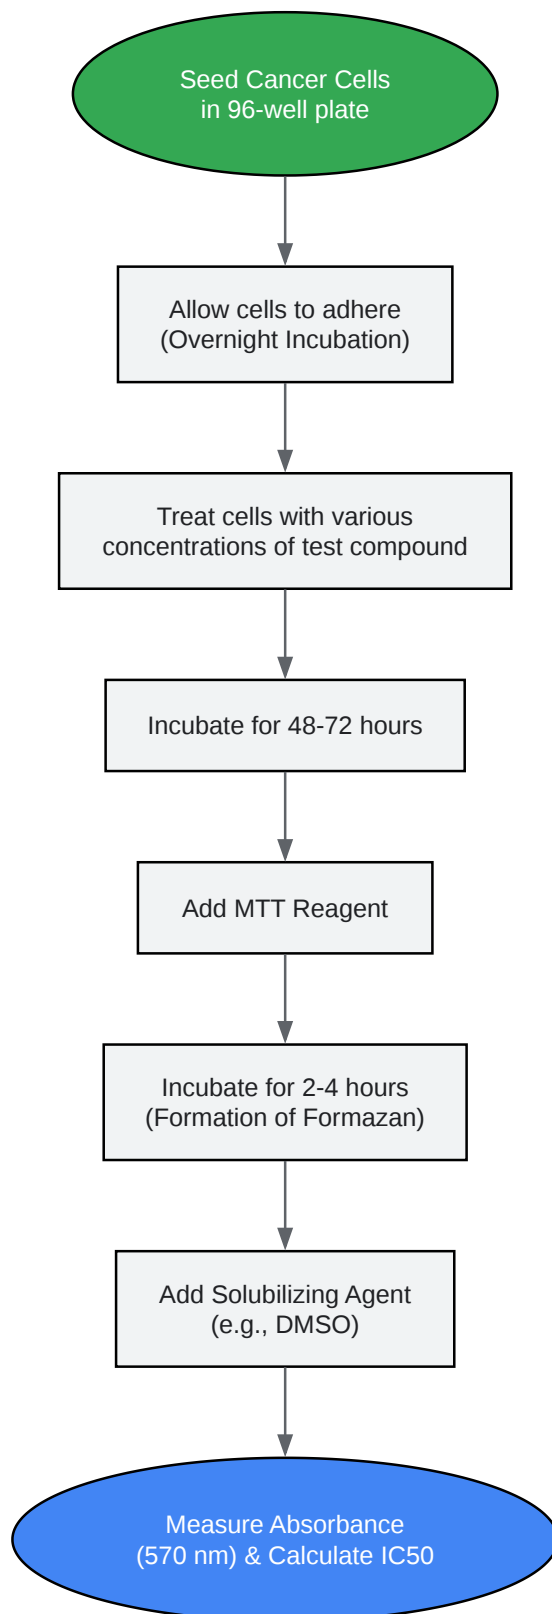 Seed Cancer Cells
in 96-well plate
Allow cells to adhere
(Overnight Incubation)
Treat cells with various
concentrations of test compound
Incubate for 48-72 hours
Add MTT Reagent
Incubate for 2-4 hours
(Formation of Formazan)
Add Solubilizing Agent
(e.g., DMSO)
Measure Absorbance
(570 nm) & Calculate IC50